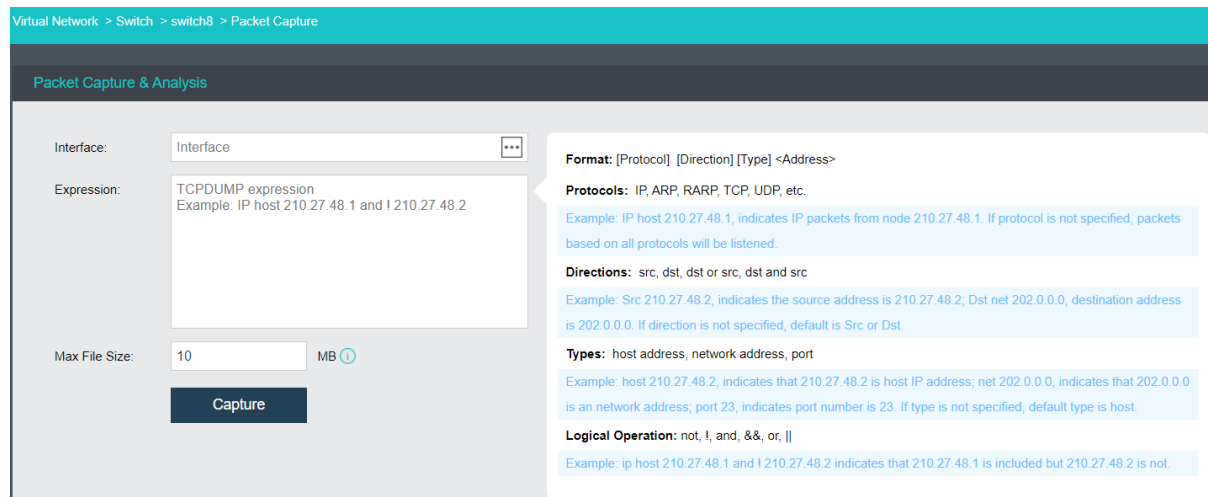 Virtual Network > Switch > switch8 > Packet Capture
Packet Capture & Analysis
Interface:
Interface
Expression:
TCPDUMP expression
Example: IP host 210.27.48.1 and ! 210.27.48.2
Max File Size:
10
MB
Capture
Format: [Protocol] [Direction] [Type] <Address>
Protocols: IP, ARP, RARP, TCP, UDP, etc.
Example: IP host 210.27.48.1, indicates IP packets from node 210.27.48.1. If protocol is not specified, packets
based on all protocols will be listened.
Directions: src, dst, dst or src, dst and src
Example: Src 210.27.48.2, indicates the source address is 210.27.48.2; Dst net 202.0.0.0, destination address
is 202.0.0.0. If direction is not specified, default is Src or Dst.
Types: host address, network address, port
Example: host 210.27.48.2, indicates that 210.27.48.2 is host IP address; net 202.0.0.0, indicates that 202.0.0.0
is an network address; port 23, indicates port number is 23. If type is not specified, default type is host.
Logical Operation: not, !, and, &&, or, ||
Example: ip host 210.27.48.1 and ! 210.27.48.2 indicates that 210.27.48.1 is included but 210.27.48.2 is not.